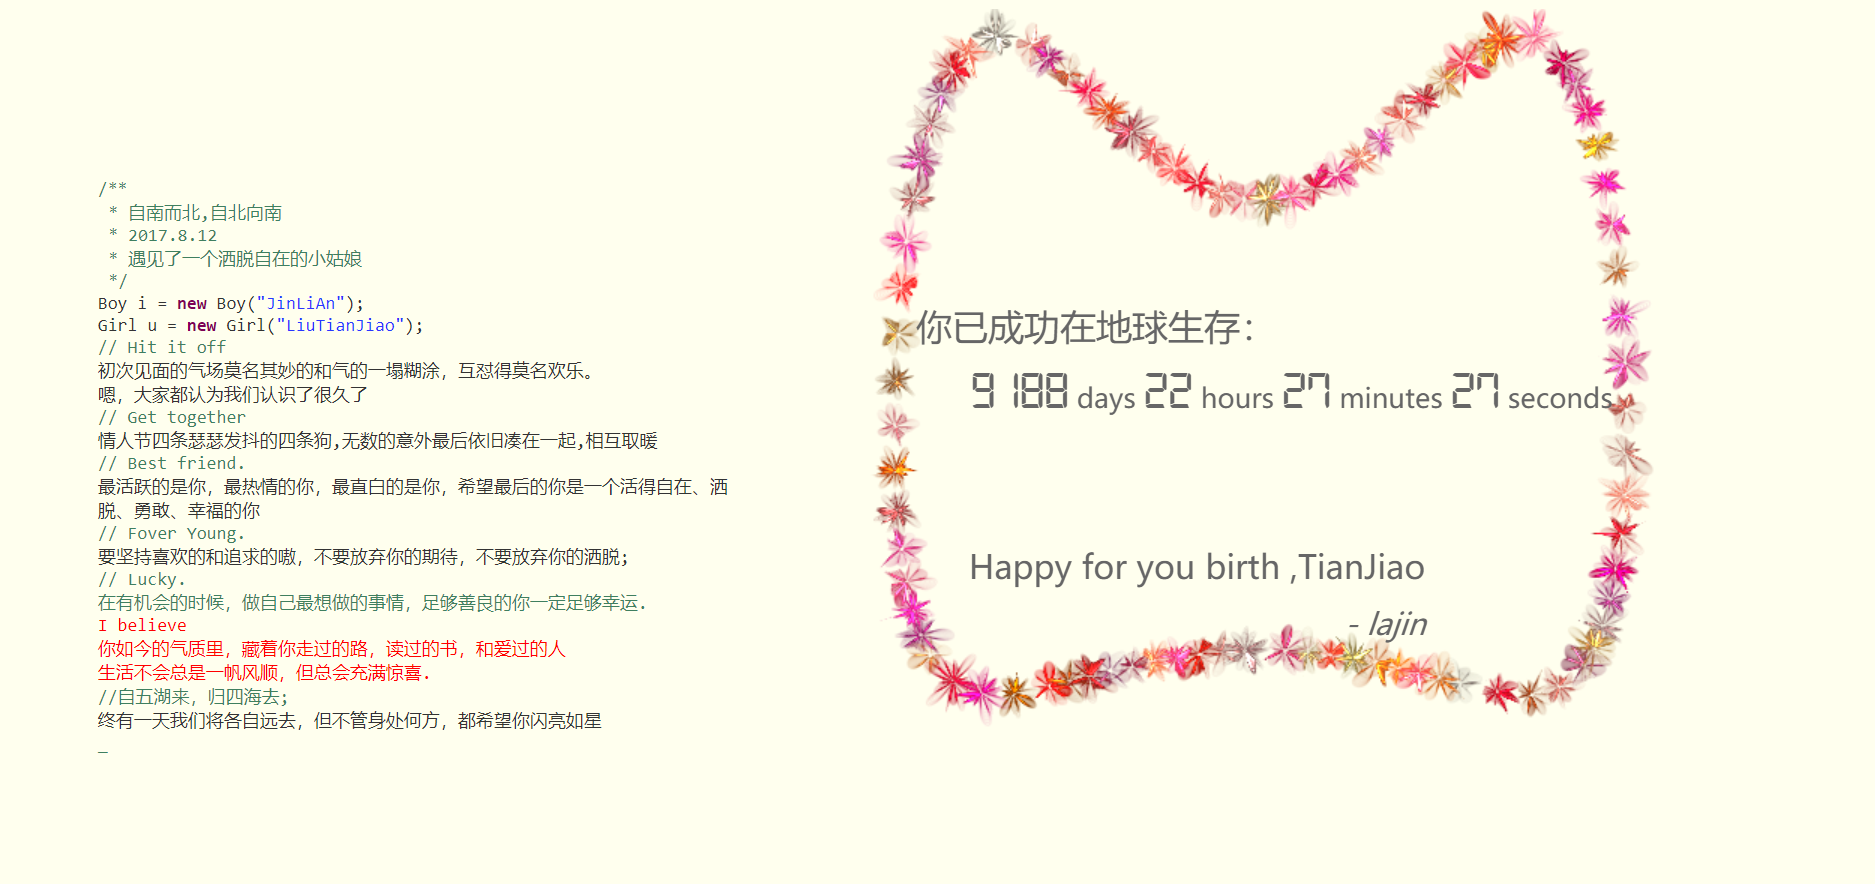 /**
 * 自南而北,自北向南
 * 2017.8.12
 * 遇见了一个洒脱自在的小姑娘
 */
Boy i = new Boy("JinLiAn");
Girl u = new Girl("LiuTianJiao");
// Hit it off
初次见面的气场莫名其妙的和气的一塌糊涂，互怼得莫名欢乐。
嗯，大家都认为我们认识了很久了
// Get together
情人节四条瑟瑟发抖的四条狗,无数的意外最后依旧凑在一起,相互取暖
// Best friend.
最活跃的是你，最热情的你，最直白的是你，希望最后的你是一个活得自在、洒
脱、勇敢、幸福的你
// Fover Young.
要坚持喜欢的和追求的嗷，不要放弃你的期待，不要放弃你的洒脱;
// Lucky.
在有机会的时候，做自己最想做的事情，足够善良的你一定足够幸运.
I believe
你如今的气质里，藏着你走过的路，读过的书，和爱过的人
生活不会总是一帆风顺，但总会充满惊喜.
//自五湖来，归四海去;
终有一天我们将各自远去，但不管身处何方，都希望你闪亮如星
_
你已成功在地球生存：
9188 days 22 hours 27 minutes 27 seconds
Happy for you birth ,TianJiao
- lajin